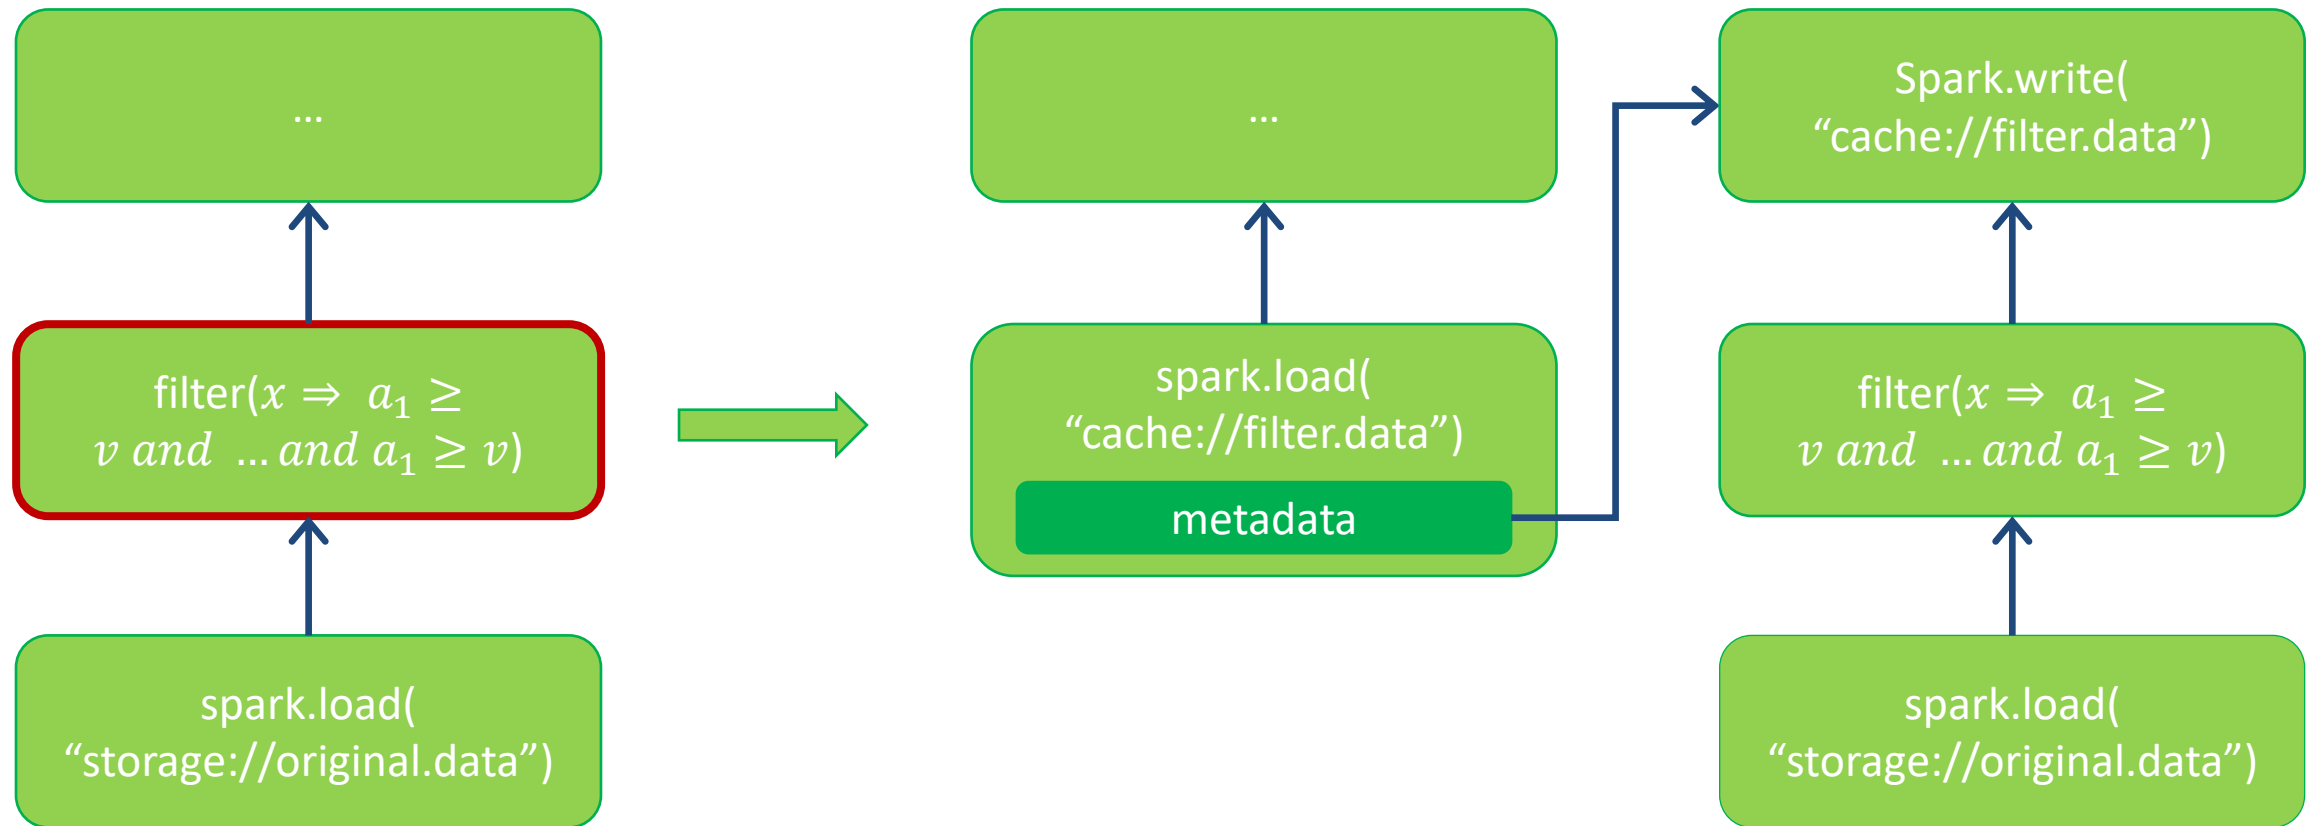 ...
filter(x ⇒ a₁ ≥
v and ... and a₁ ≥ v)
spark.load(
“storage://original.data”)
...
spark.load(
“cache://filter.data”)
metadata
Spark.write(
“cache://filter.data”)
filter(x ⇒ a₁ ≥
v and ... and a₁ ≥ v)
spark.load(
“storage://original.data”)